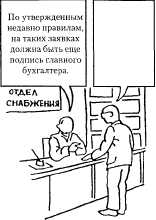 По утвержденным
недавно правилам,
на таких заявках
должна быть еще
подпись главного
бухгалтера.
ОТДЕЛ
СНАБЖЕНИЯ